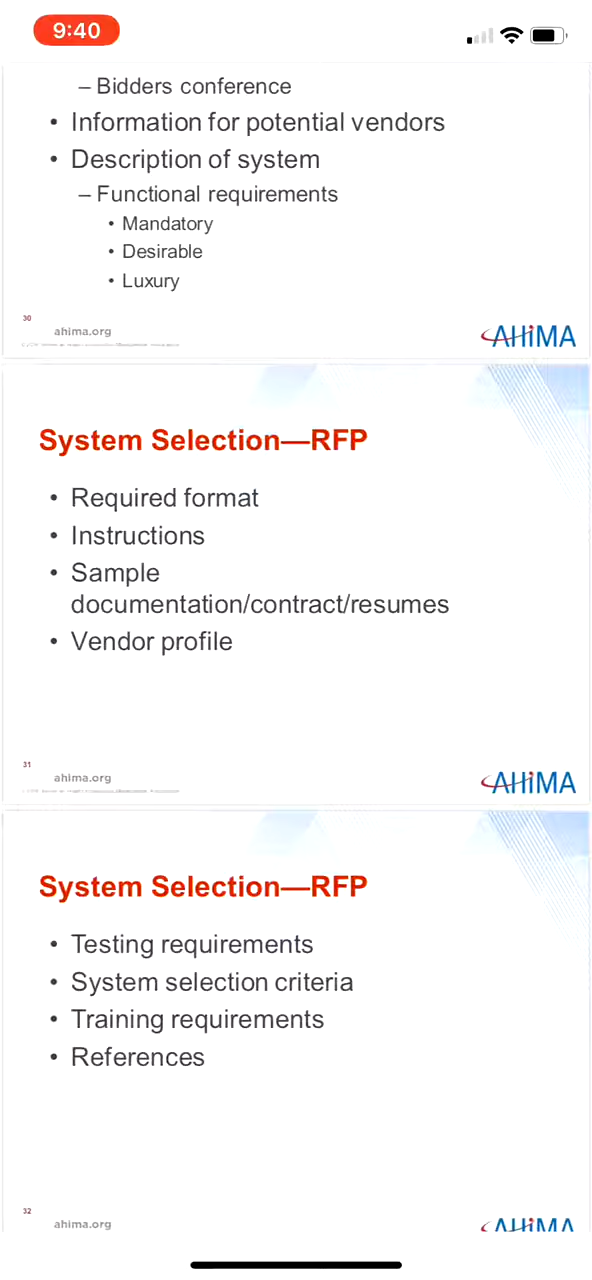 9:40
– Bidders conference
• Information for potential vendors
• Description of system
– Functional requirements
• Mandatory
• Desirable
• Luxury
30
ahima.org
AHIMA
System Selection—RFP
• Required format
• Instructions
• Sample
documentation/contract/resumes
• Vendor profile
31
ahima.org
AHIMA
System Selection—RFP
• Testing requirements
• System selection criteria
• Training requirements
• References
32
ahima.org
AHIMA